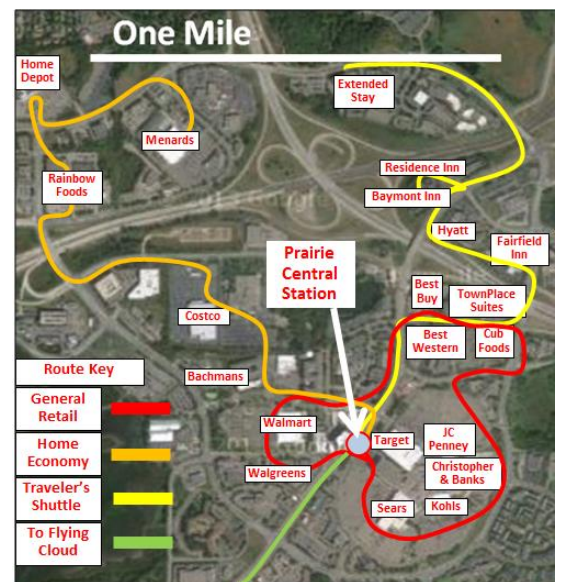 One Mile
Home
Depot
Extended
Stay
Menards
Residence Inn
Rainbow
Foods
Baymont Inn
Hyatt
Fairfield
Inn
Prairie
Central
Station
Best
Buy
TownPlace
Suites
Costco
Best
Western
Cub
Foods
Route Key
Bachmans
General
Retail
Walmart
Target
JC
Penney
Home
Economy
Walgreens
Christopher
& Banks
Traveler's
Shuttle
Sears
Kohls
To Flying
Cloud